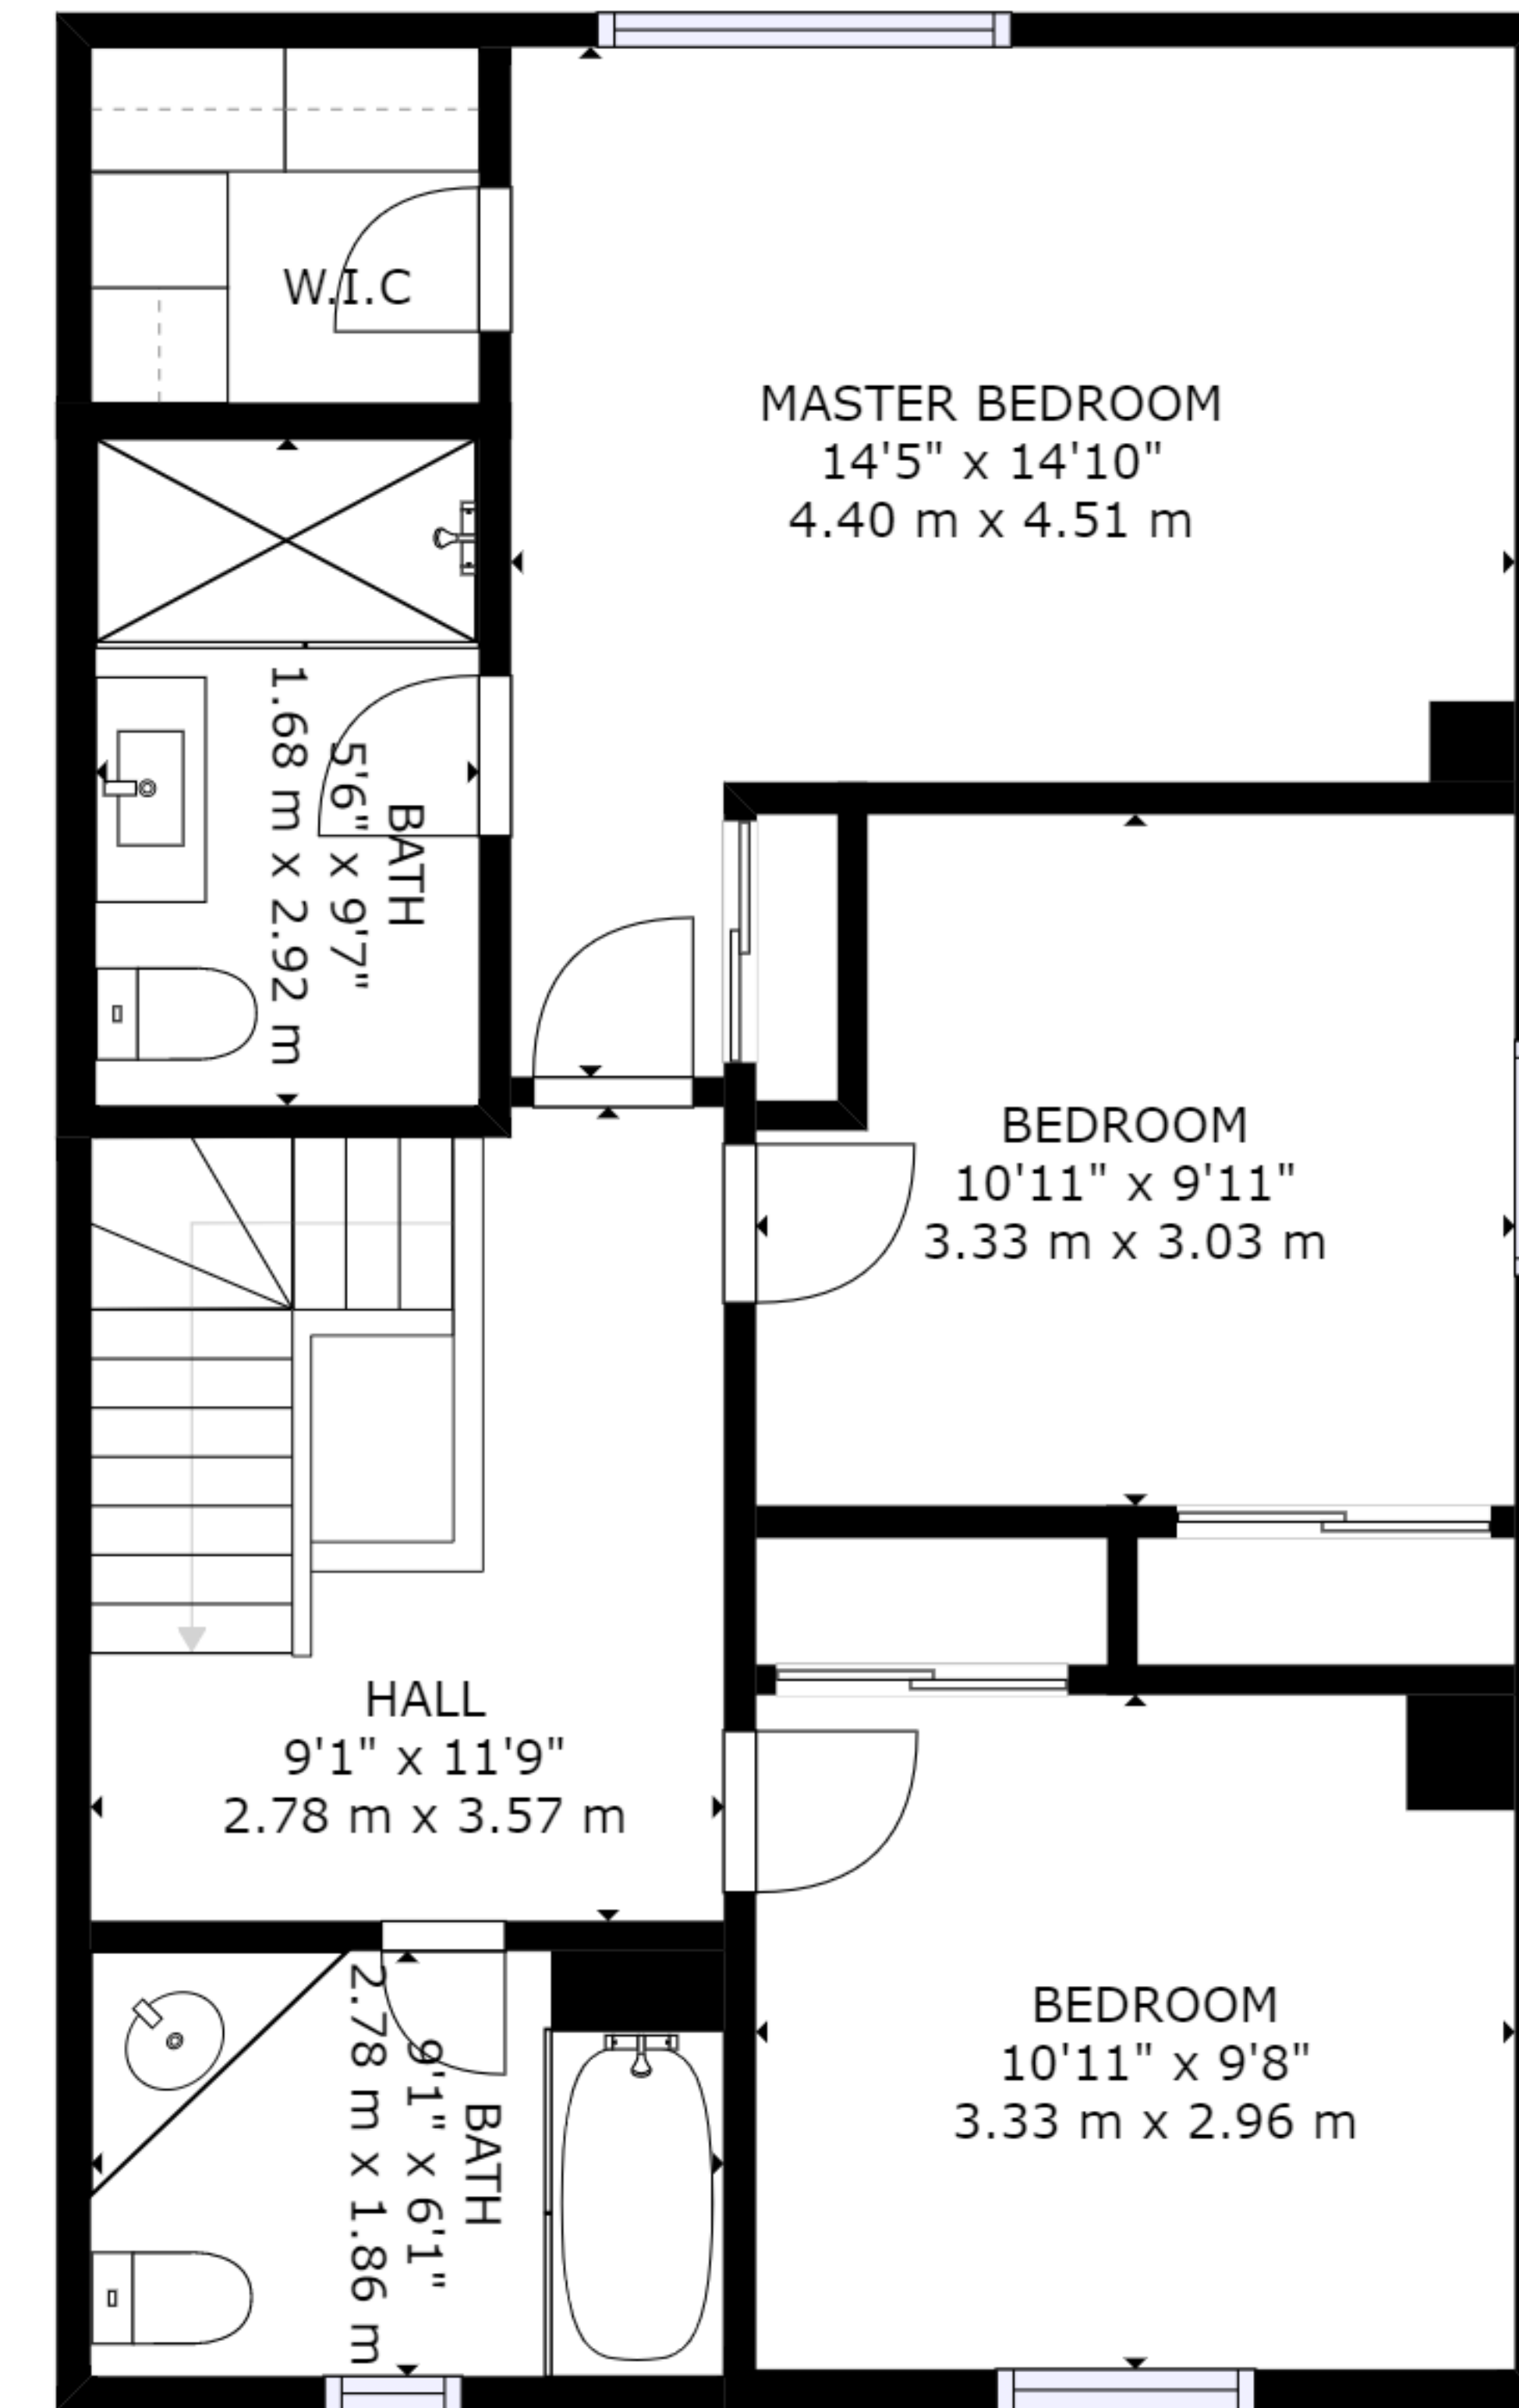 W.I.C
MASTER BEDROOM
14'5" x 14'10"
4.40 m x 4.51 m
BATH
5'6" x 9'7"
1.68 m x 2.92 m
BEDROOM
10'11" x 9'11"
3.33 m x 3.03 m
HALL
9'1" x 11'9"
2.78 m x 3.57 m
BEDROOM
10'11" x 9'8"
3.33 m x 2.96 m
BATH
9'1" x 6'1"
2.78 m x 1.86 m